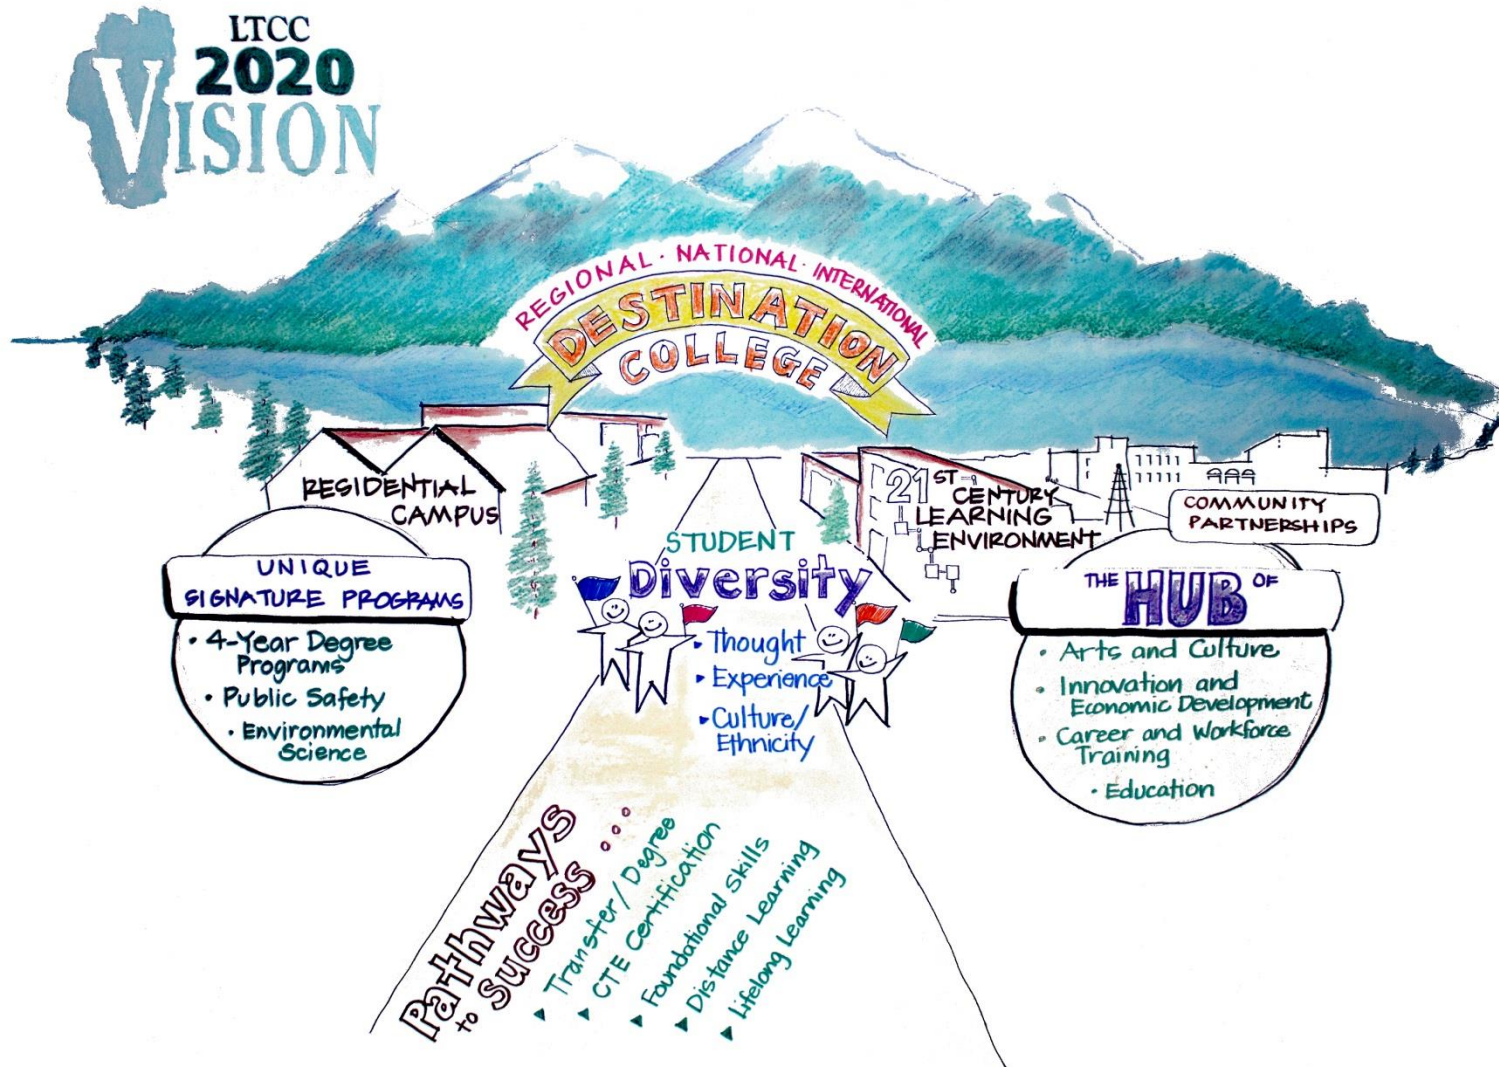 LTCC
2020
VISION
REGIONAL · NATIONAL · INTERNATIONAL
DESTINATION
COLLEGE
RESIDENTIAL
CAMPUS
21ST
CENTURY
LEARNING
ENVIRONMENT
COMMUNITY
PARTNERSHIPS
UNIQUE
SIGNATURE PROGRAMS
• 4-Year Degree
Programs
• Public Safety
• Environmental
Science
STUDENT
Diversity
▸ Thought
▸ Experience
▸ Culture/
Ethnicity
THE HUB OF
• Arts and Culture
• Innovation and
Economic Development
• Career and Workforce
Training
• Education
Pathways
to Success ...
▸ Transfer/Degree
▸ CTE Certification
▸ Foundational Skills
▸ Distance Learning
▸ Lifelong Learning